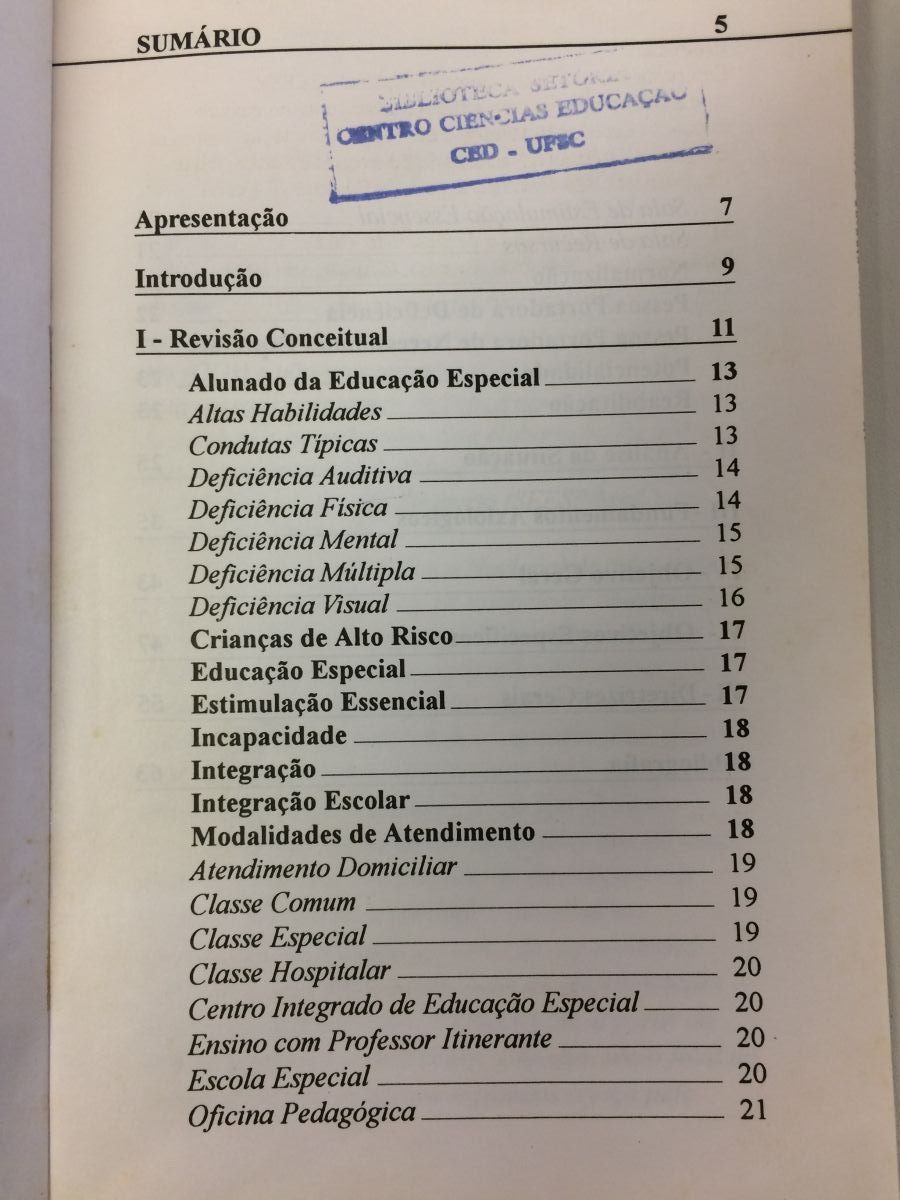 SUMÁRIO 5
BIBLIOTECA
CENTRO CIENCIAS EDUCAÇAO
CED - UFSC
Apresentação 7
Introdução 9
I - Revisão Conceitual 11
Alunado da Educação Especial 13
Altas Habilidades 13
Condutas Típicas 13
Deficiência Auditiva 14
Deficiência Física 14
Deficiência Mental 15
Deficiência Múltipla 15
Deficiência Visual 16
Crianças de Alto Risco 17
Educação Especial 17
Estimulação Essencial 17
Incapacidade 18
Integração 18
Integração Escolar 18
Modalidades de Atendimento 18
Atendimento Domiciliar 19
Classe Comum 19
Classe Especial 19
Classe Hospitalar 20
Centro Integrado de Educação Especial 20
Ensino com Professor Itinerante 20
Escola Especial 20
Oficina Pedagógica 21